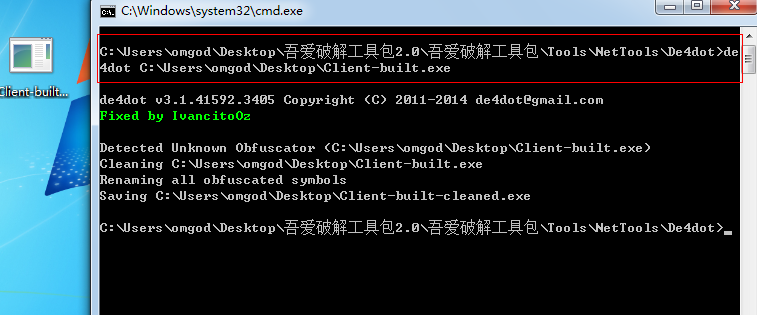 C:\Windows\system32\cmd.exe
C:\Users\omgod\Desktop\吾爱破解工具包2.0\吾爱破解工具包\Tools\NetTools\De4dot>de
4dot C:\Users\omgod\Desktop\Client-built.exe
de4dot v3.1.41592.3405 Copyright (C) 2011-2014 de4dot@gmail.com
Fixed by IvancitoOz
Detected Unknown Obfuscator (C:\Users\omgod\Desktop\Client-built.exe)
Cleaning C:\Users\omgod\Desktop\Client-built.exe
Renaming all obfuscated symbols
Saving C:\Users\omgod\Desktop\Client-built-cleaned.exe
C:\Users\omgod\Desktop\吾爱破解工具包2.0\吾爱破解工具包\Tools\NetTools\De4dot>_
Client-built...